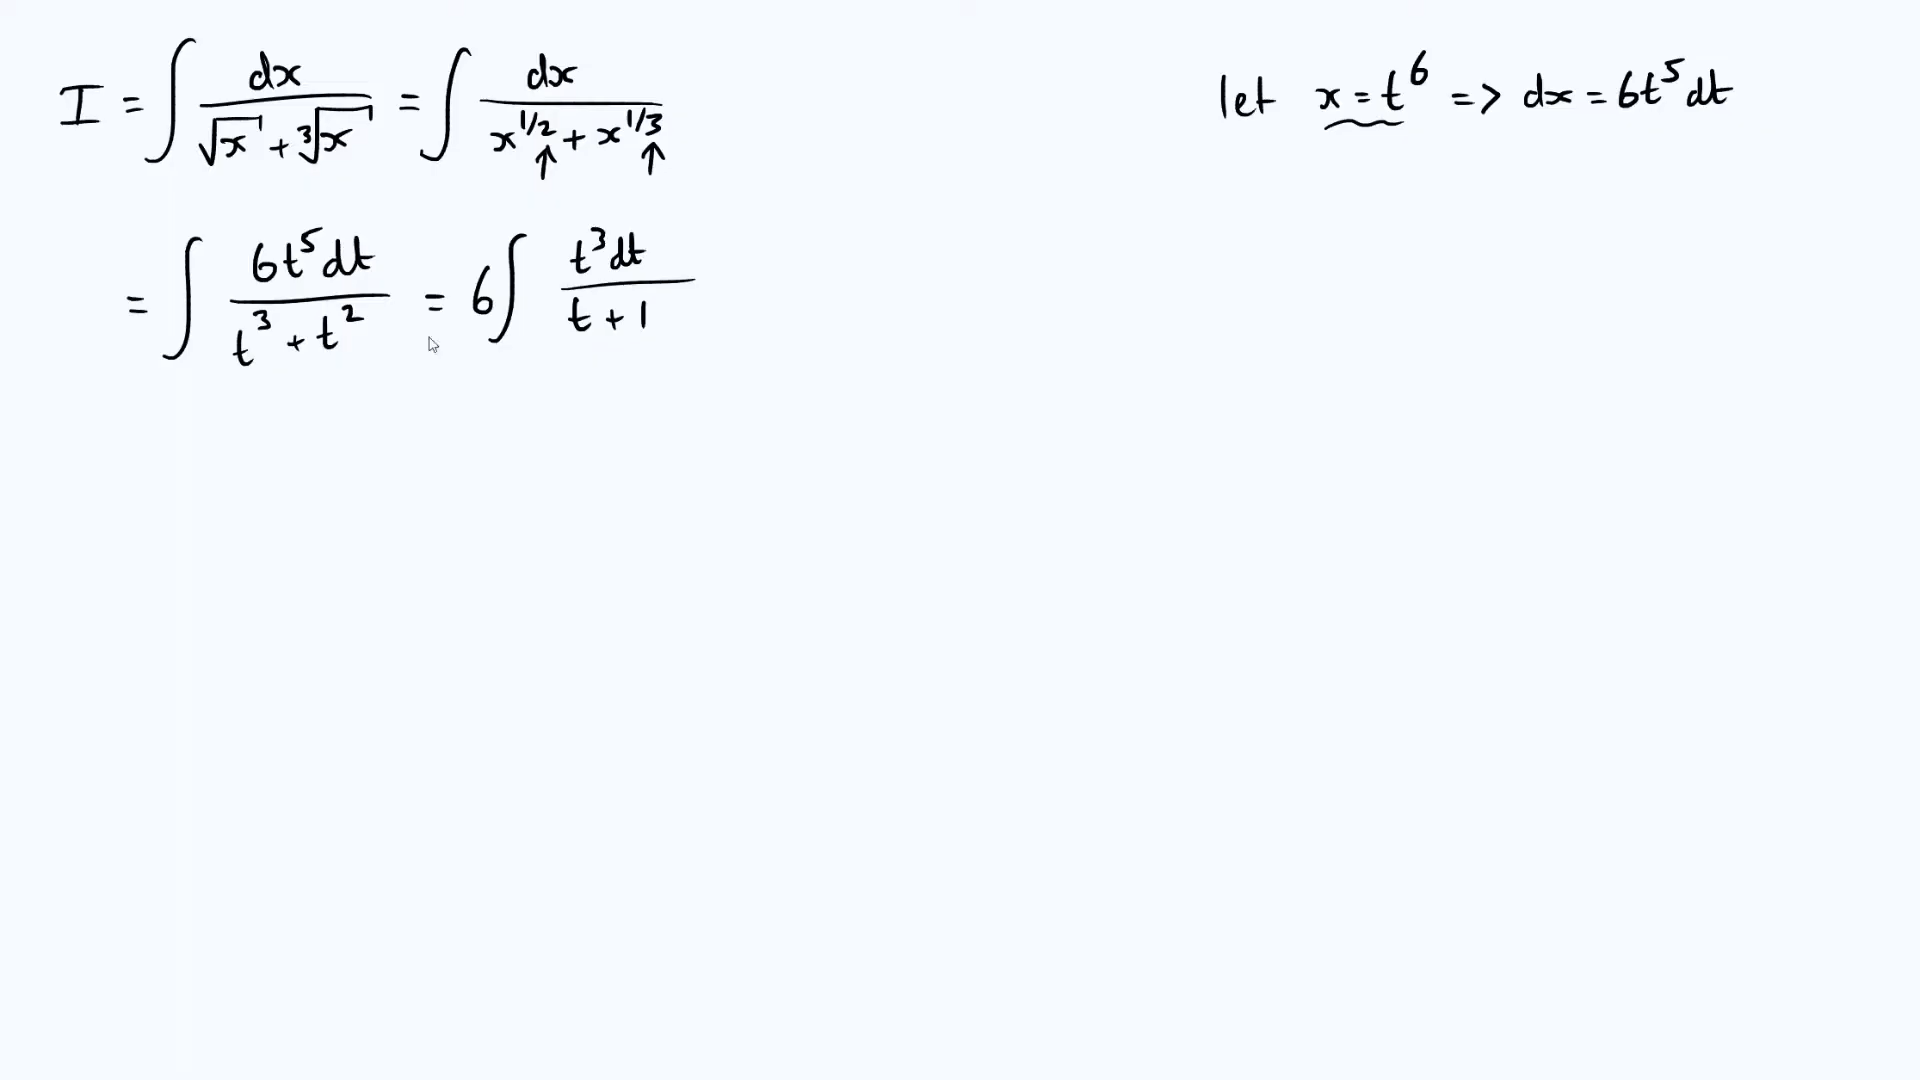 I = ∫ dx / (√x + ∛x) = ∫ dx / (x^{1/2} + x^{1/3})
let x = t^6 => dx = 6t^5 dt
= ∫ 6t^5 dt / (t^3 + t^2) = 6 ∫ t^3 dt / (t + 1)